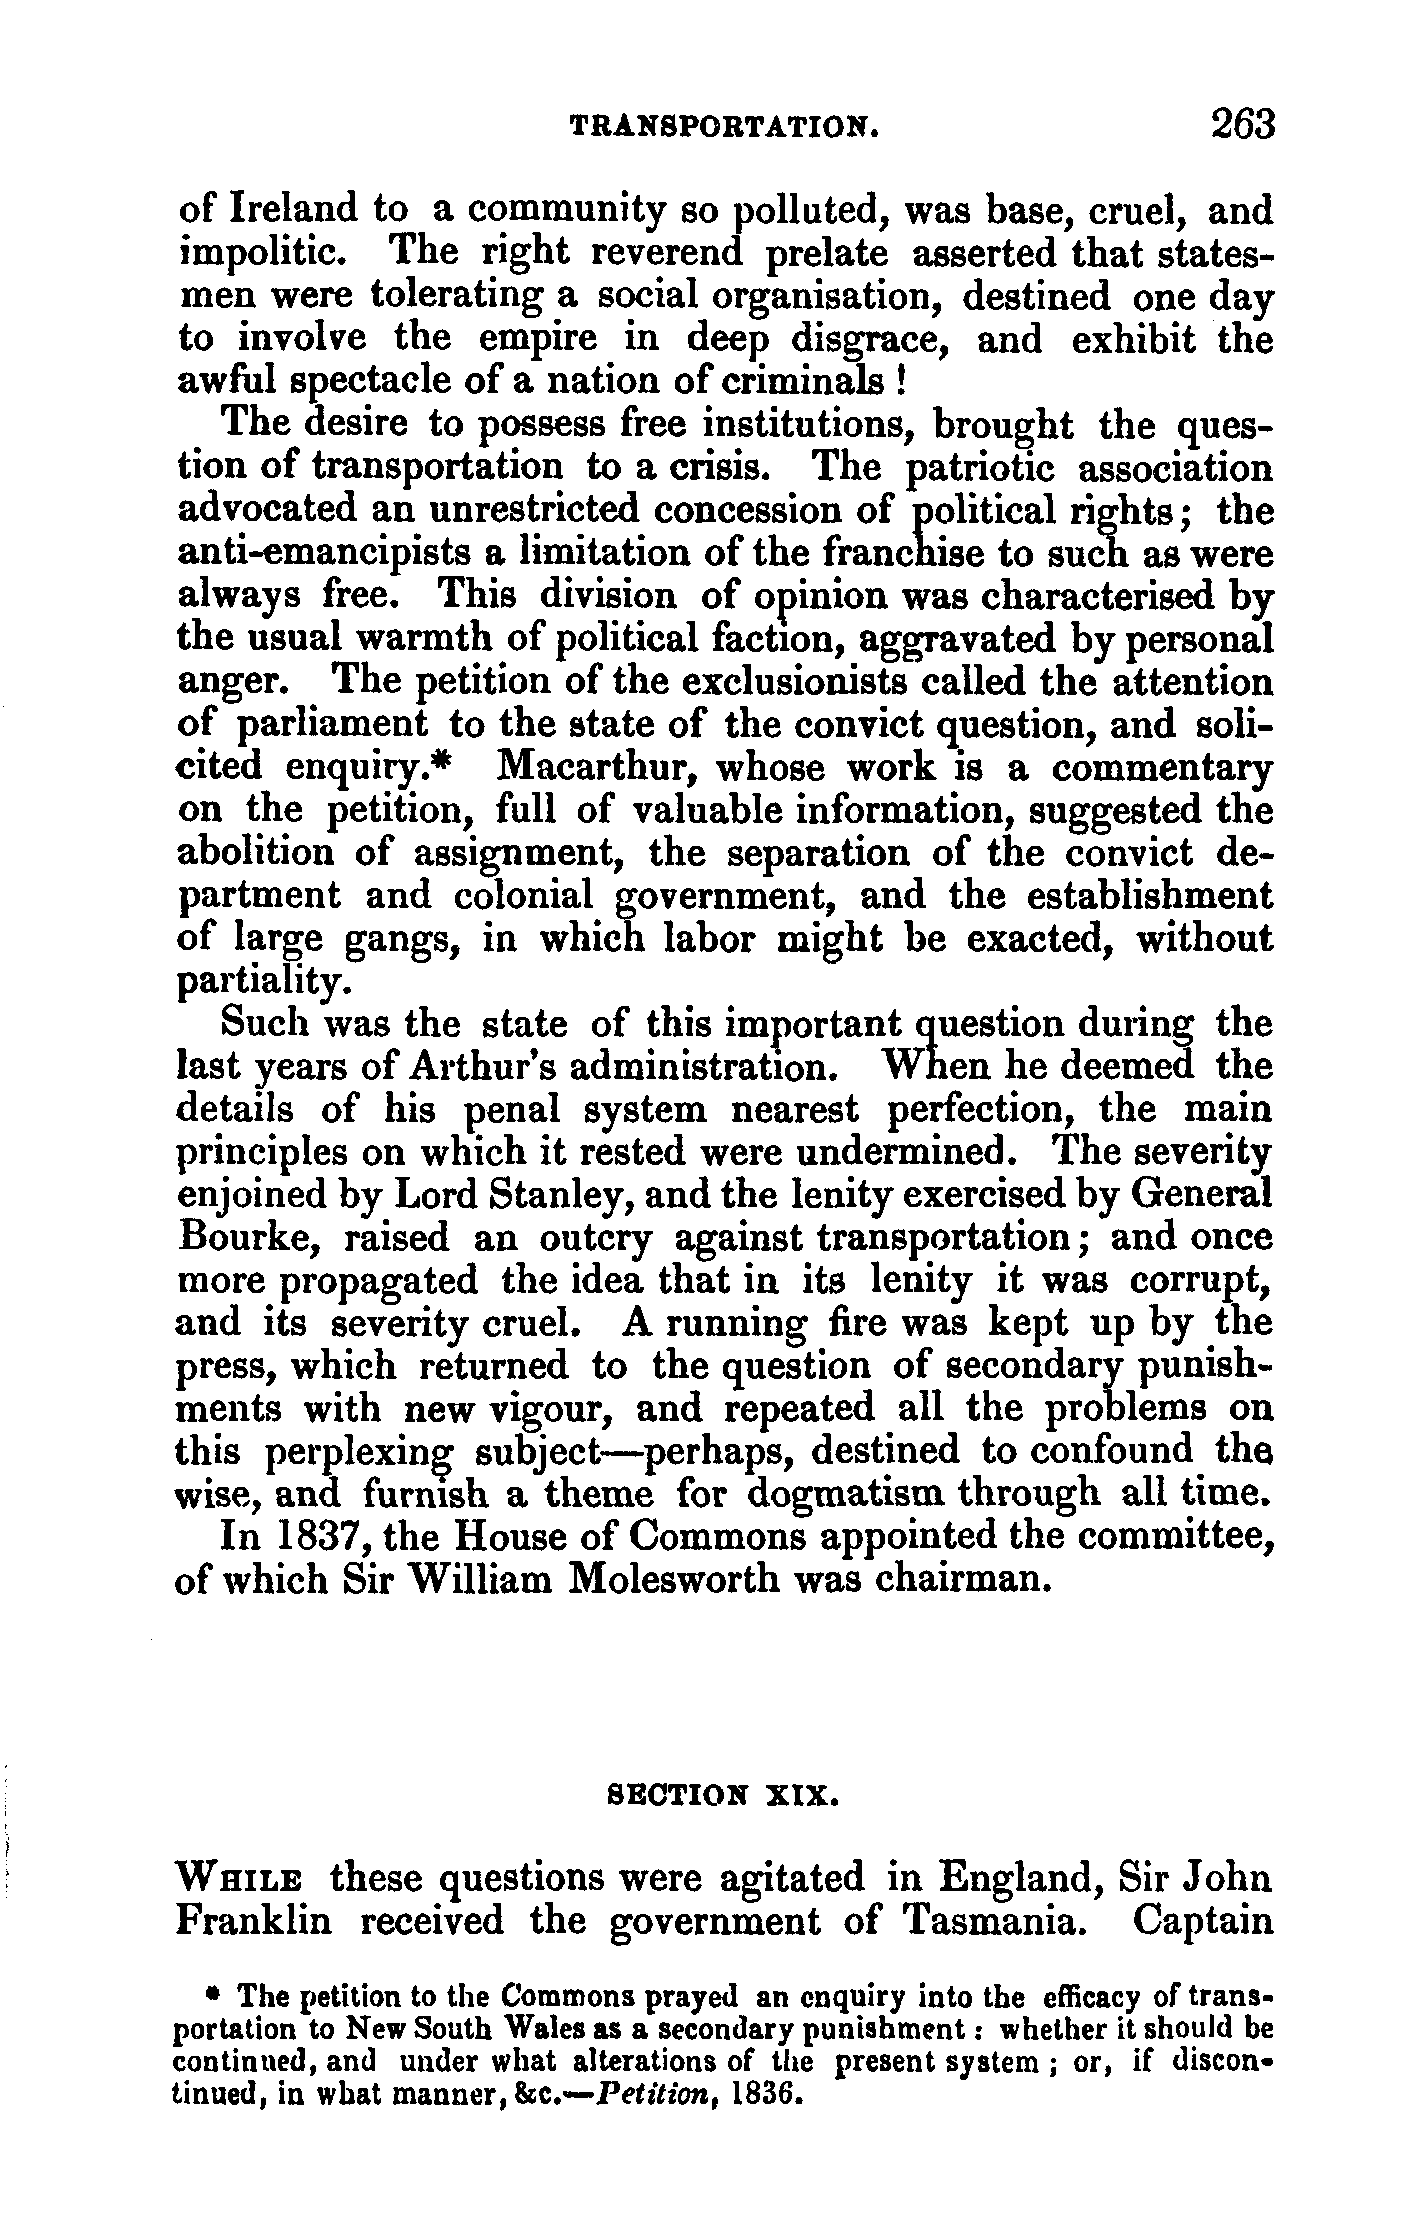 TRANSPORTATION. 263
of Ireland to a community so polluted, was base, cruel, and
impolitic. The right reverend prelate asserted that states-
men were tolerating a social organisation, destined one day
to involve the empire in deep disgrace, and exhibit the
awful spectacle of a nation of criminals !
The desire to possess free institutions, brought the ques-
tion of transportation to a crisis. The patriotic association
advocated an unrestricted concession of political rights; the
anti-emancipists a limitation of the franchise to such as were
always free. This division of opinion was characterised by
the usual warmth of political faction, aggravated by personal
anger. The petition of the exclusionists called the attention
of parliament to the state of the convict question, and soli-
cited enquiry.* Macarthur, whose work is a commentary
on the petition, full of valuable information, suggested the
abolition of assignment, the separation of the convict de-
partment and colonial government, and the establishment
of large gangs, in which labor might be exacted, without
partiality.
Such was the state of this important question during the
last years of Arthur's administration. When he deemed the
details of his penal system nearest perfection, the main
principles on which it rested were undermined. The severity
enjoined by Lord Stanley, and the lenity exercised by General
Bourke, raised an outcry against transportation; and once
more propagated the idea that in its lenity it was corrupt,
and its severity cruel. A running fire was kept up by the
press, which returned to the question of secondary punish-
ments with new vigour, and repeated all the problems on
this perplexing subject—perhaps, destined to confound the
wise, and furnish a theme for dogmatism through all time.
In 1837, the House of Commons appointed the committee,
of which Sir William Molesworth was chairman.
SECTION XIX.
WHILE these questions were agitated in England, Sir John
Franklin received the government of Tasmania. Captain
* The petition to the Commons prayed an enquiry into the efficacy of trans-
portation to New South Wales as a secondary punishment : whether it should be
continued, and under what alterations of the present system ; or, if discon-
tinued, in what manner, &c.—Petition, 1836.